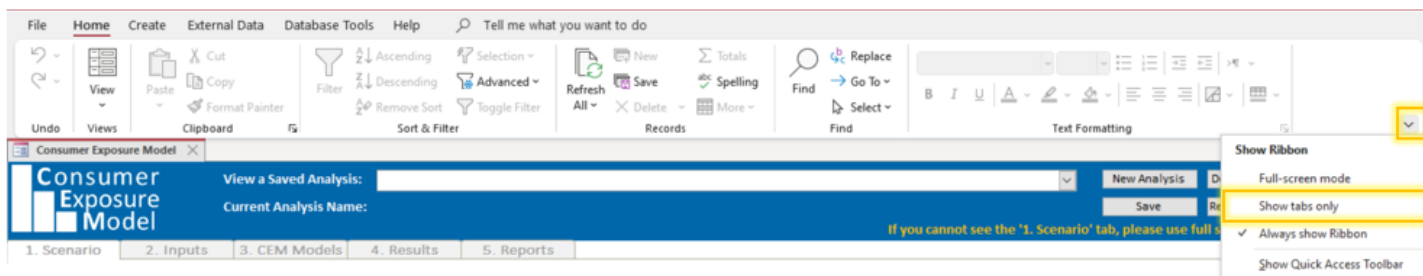 File Home Create External Data Database Tools Help Tell me what you want to do
Cut Ascending Selection New Totals Replace
View Paste Copy Filter Descending Advanced Refresh All Save Spelling Find Go To
Format Painter Remove Sort Toggle Filter Delete More Select
B I U A
Undo Views Clipboard Sort & Filter Records Find Text Formatting
Consumer Exposure Model
Show Ribbon
Consumer Exposure Model
View a Saved Analysis: New Analysis
Full-screen mode
Current Analysis Name: Save
Show tabs only
If you cannot see the '1. Scenario' tab, please use full
Always show Ribbon
1. Scenario 2. Inputs 3. CEM Models 4. Results 5. Reports
Show Quick Access Toolbar